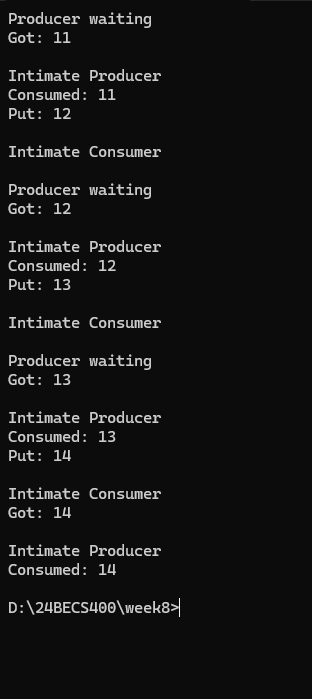 Producer waiting
Got: 11
Intimate Producer
Consumed: 11
Put: 12
Intimate Consumer
Producer waiting
Got: 12
Intimate Producer
Consumed: 12
Put: 13
Intimate Consumer
Producer waiting
Got: 13
Intimate Producer
Consumed: 13
Put: 14
Intimate Consumer
Got: 14
Intimate Producer
Consumed: 14
D:\24BECS400\week8>